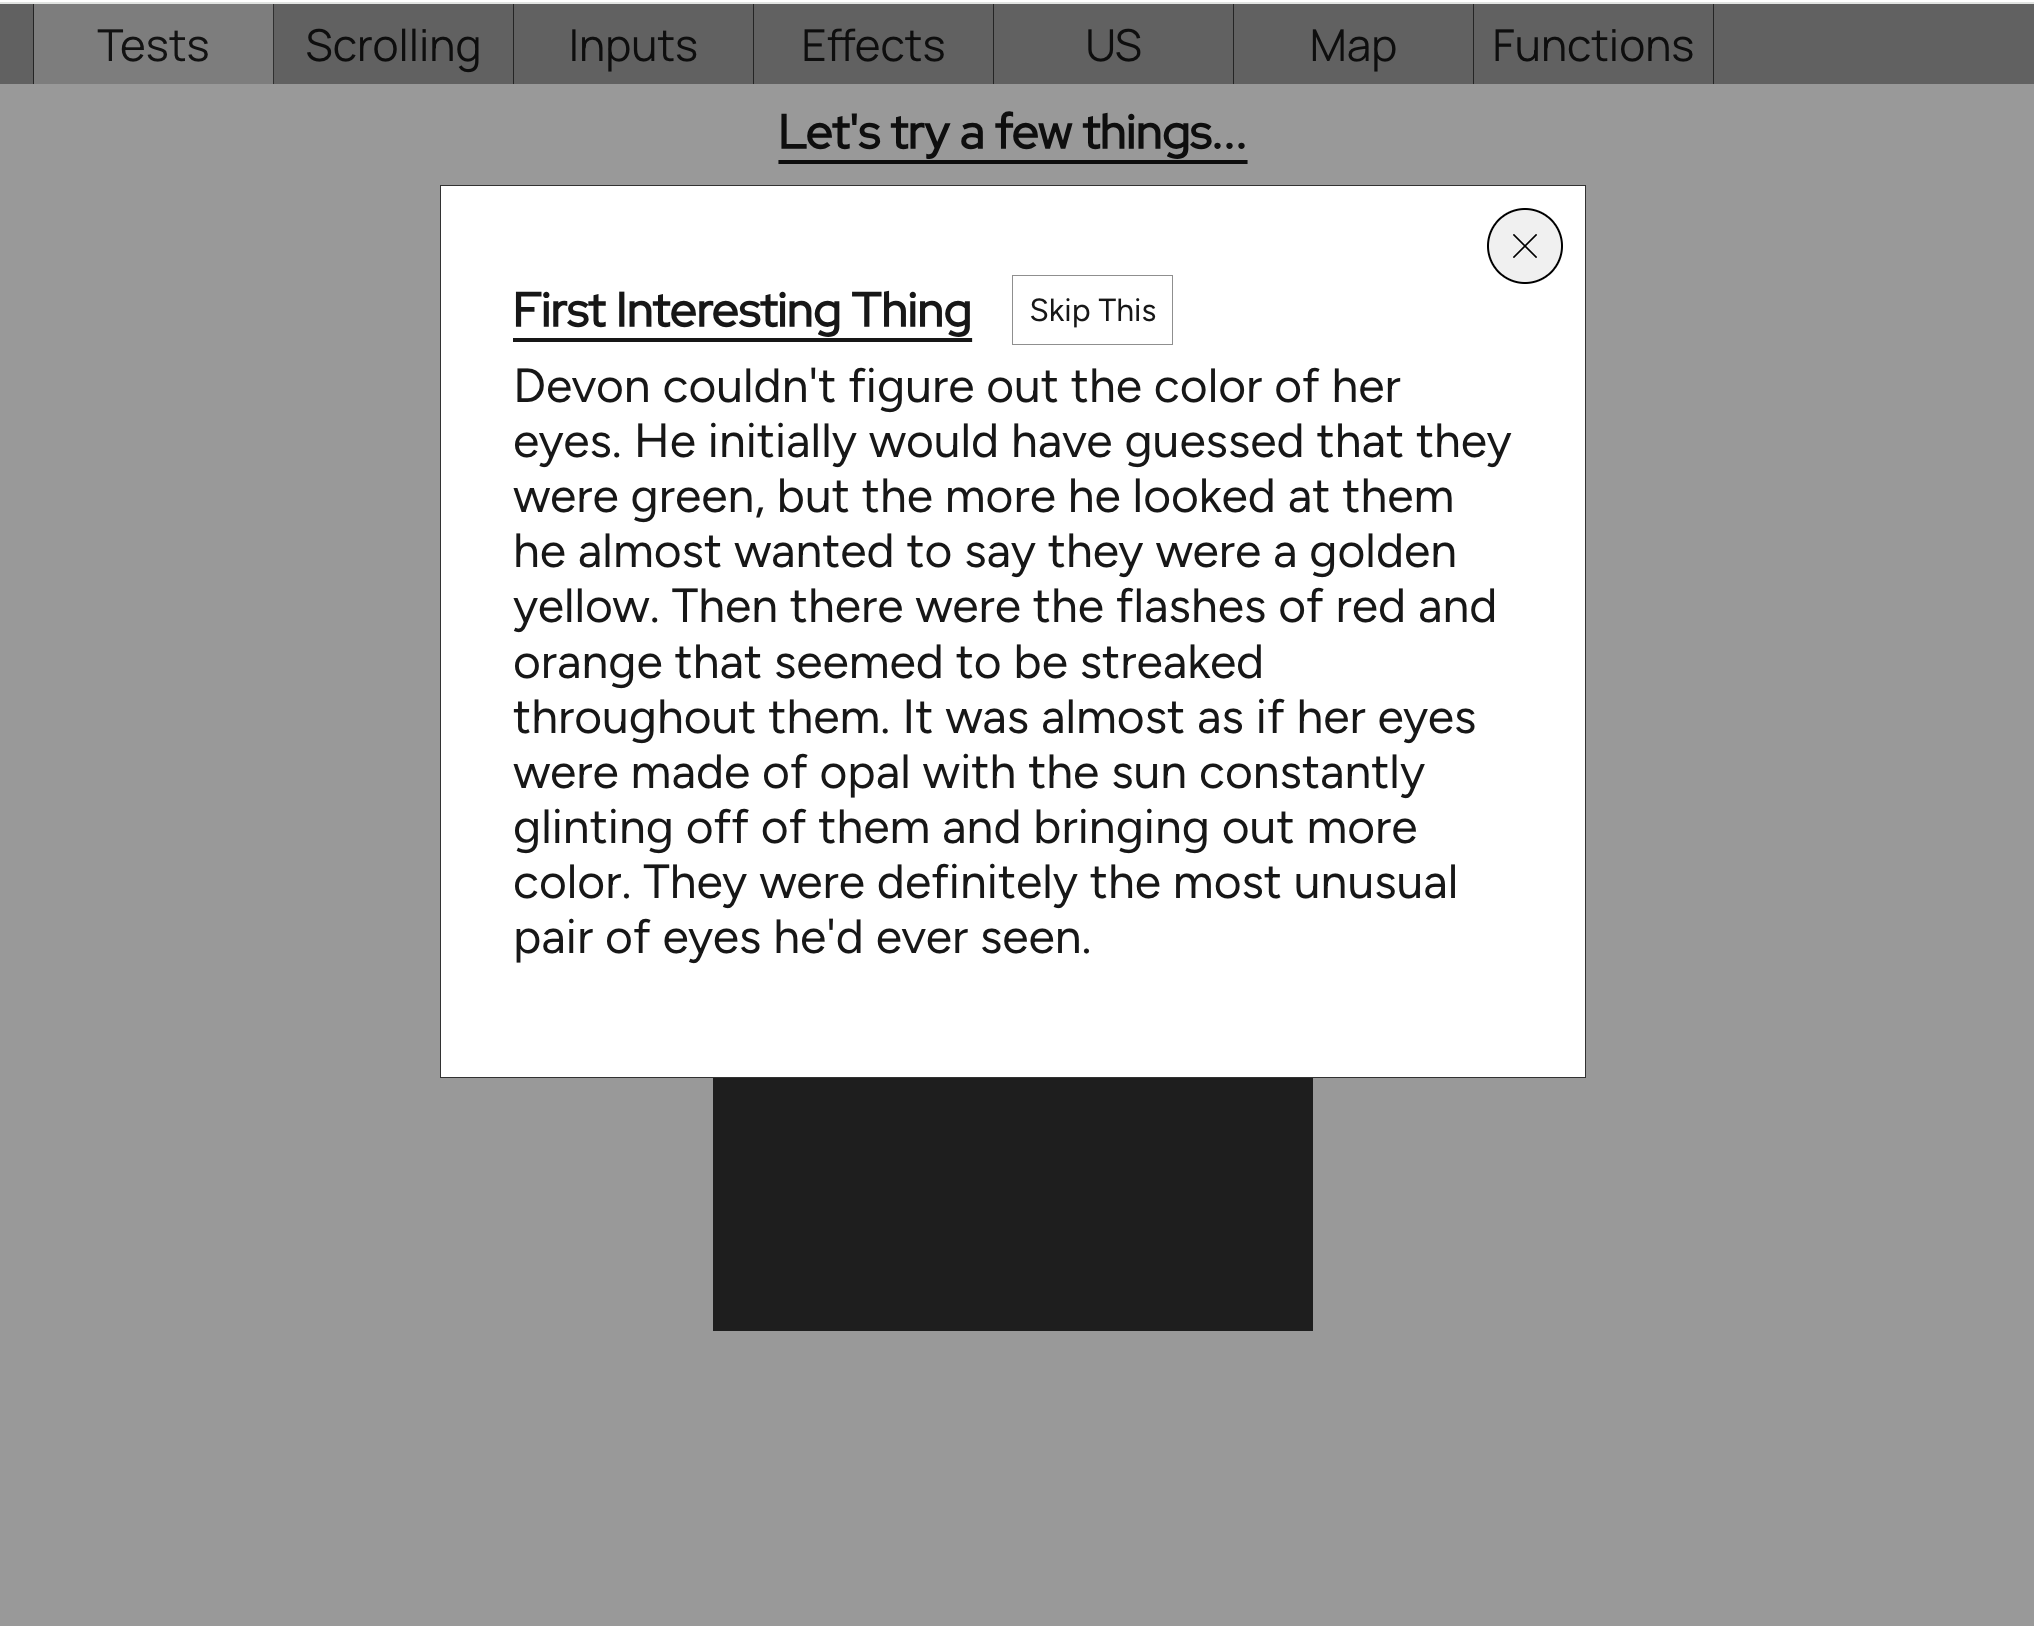 Tests Scrolling Inputs Effects US Map Functions
Let's try a few things...
First Interesting Thing Skip This
Devon couldn't figure out the color of her
eyes. He initially would have guessed that they
were green, but the more he looked at them
he almost wanted to say they were a golden
yellow. Then there were the flashes of red and
orange that seemed to be streaked
throughout them. It was almost as if her eyes
were made of opal with the sun constantly
glinting off of them and bringing out more
color. They were definitely the most unusual
pair of eyes he'd ever seen.